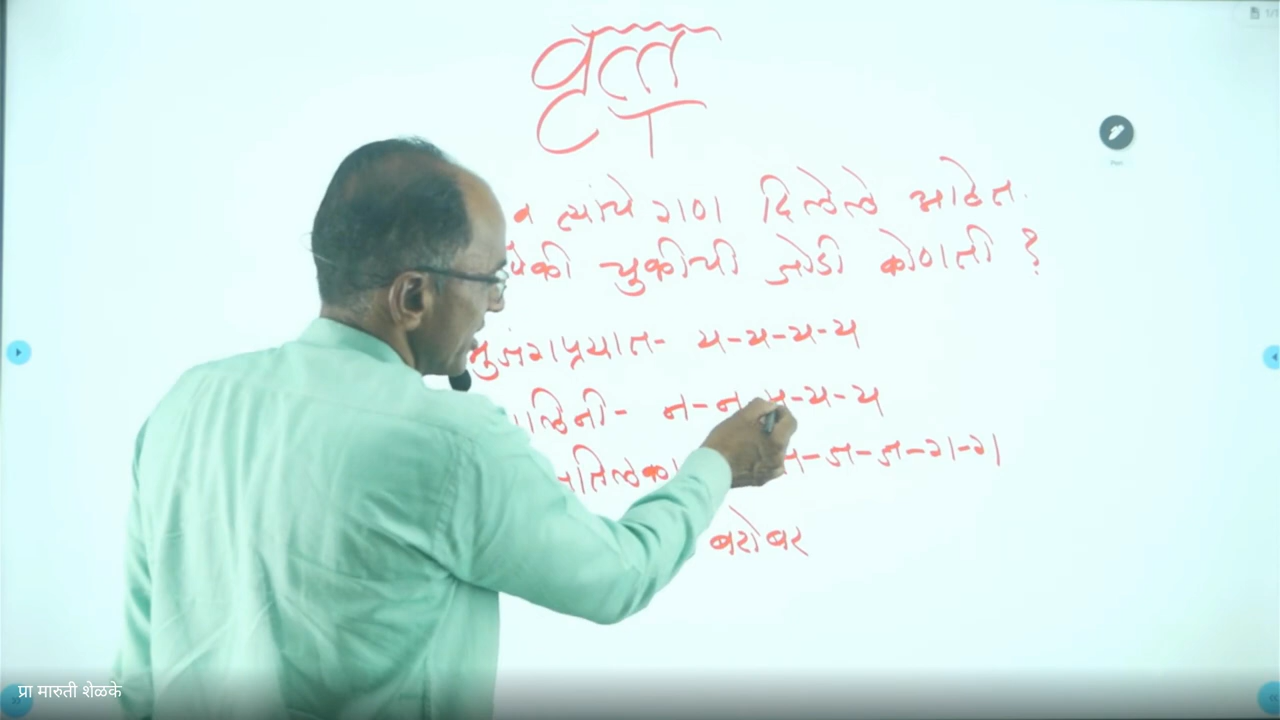 वृत्त
व त्यांचे गण दिलेले आहेत.
पैकी चुकीची जोडी कोणती ?
भुजंगप्रयात- य-य-य-य
लिनी- न-न य-य
तिलका त-ज-ज-ग-ग
बरोबर
प्रा मारुती शेळके